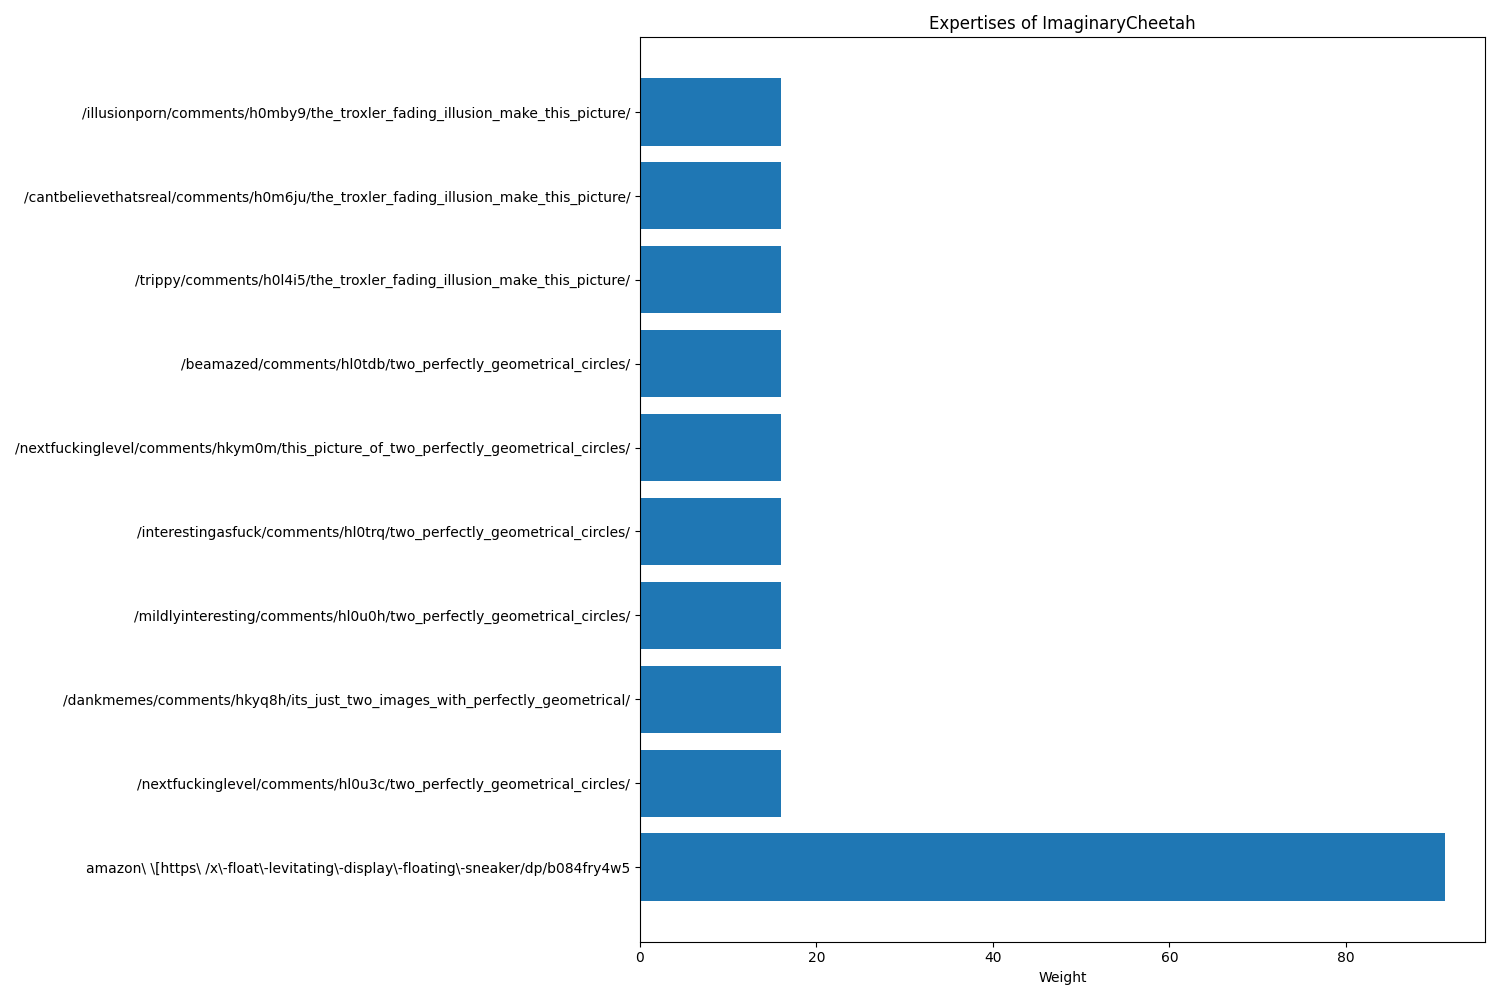 Expertises of ImaginaryCheetah
/illusionporn/comments/h0mby9/the_troxler_fading_illusion_make_this_picture/
/cantbelievethatsreal/comments/h0m6ju/the_troxler_fading_illusion_make_this_picture/
/trippy/comments/h0l4i5/the_troxler_fading_illusion_make_this_picture/
/beamazed/comments/hl0tdb/two_perfectly_geometrical_circles/
/nextfuckinglevel/comments/hkym0m/this_picture_of_two_perfectly_geometrical_circles/
/interestingasfuck/comments/hl0trq/two_perfectly_geometrical_circles/
/mildlyinteresting/comments/hl0u0h/two_perfectly_geometrical_circles/
/dankmemes/comments/hkyq8h/its_just_two_images_with_perfectly_geometrical/
/nextfuckinglevel/comments/hl0u3c/two_perfectly_geometrical_circles/
amazon\ \[https\ /x\-float\-levitating\-display\-floating\-sneaker/dp/b084fry4w5
0 20 40 60 80
Weight